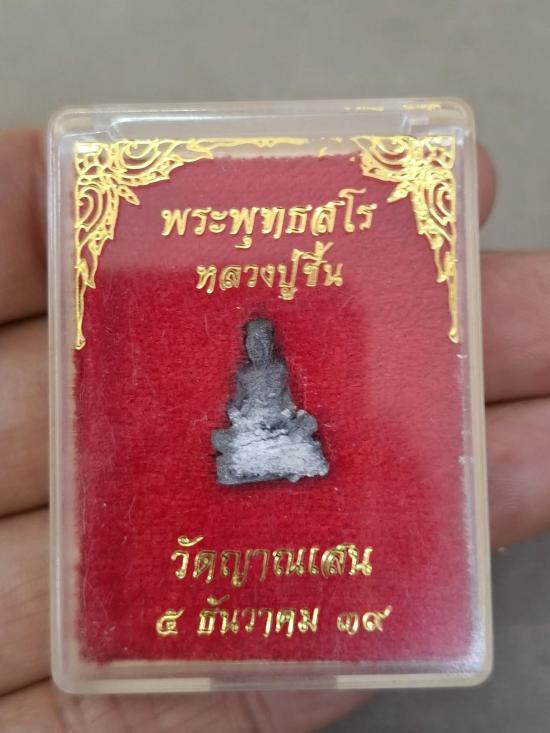 พระพุทธสโร
หลวงปู่ชื้น
วัดญาณเสน
๕ ธันวาคม ๓๙